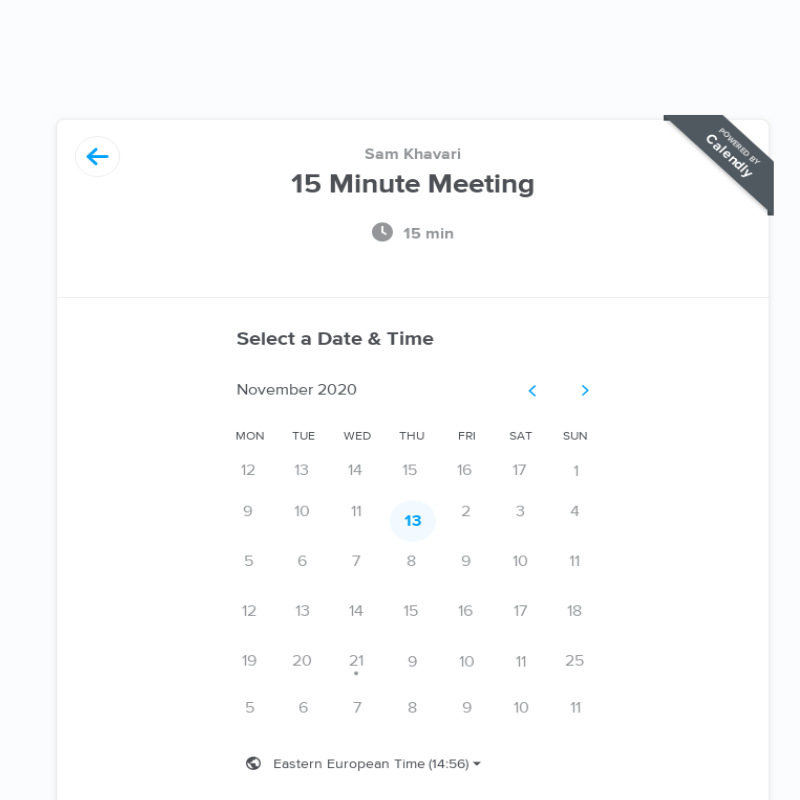 POWERED BY
Calendly
Sam Khavari
15 Minute Meeting
15 min
Select a Date & Time
November 2020
MON TUE WED THU FRI SAT SUN
12 13 14 15 16 17 1
9 10 11 13 2 3 4
5 6 7 8 9 10 11
12 13 14 15 16 17 18
19 20 21 9 10 11 25
5 6 7 8 9 10 11
Eastern European Time (14:56)